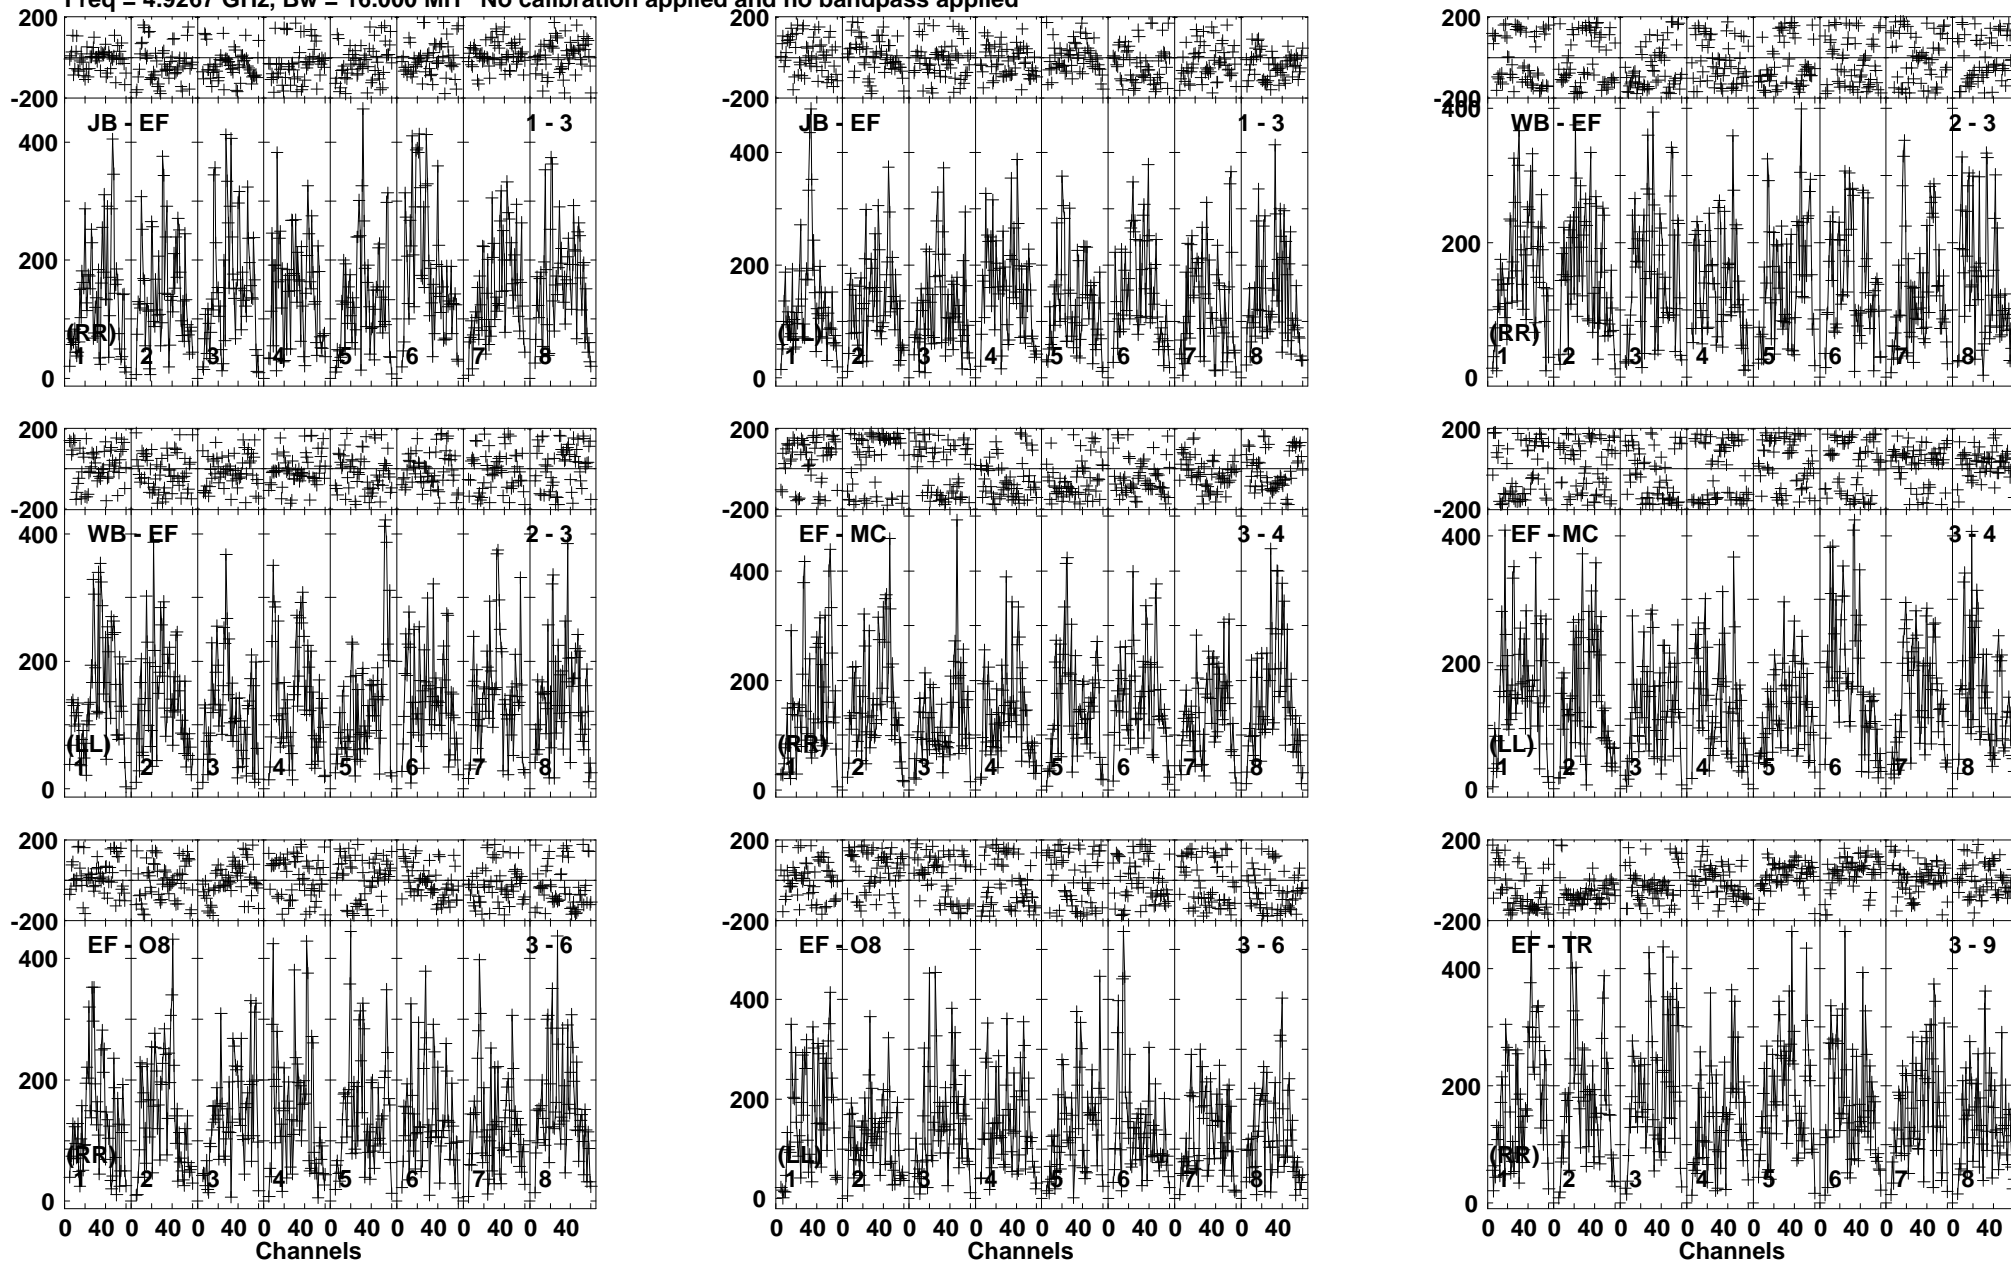 Freq = 4.9267 GHz, Bw = 16.000 MH No calibration applied and no bandpass applied
200 200 200
-200 -200 -200
JB - EF 1 - 3 JB - EF 1 - 3 WB - EF 2 - 3
400 400 400
200 200 200
(RR) (LL) (RR)
1 2 3 4 5 6 7 8 1 2 3 4 5 6 7 8 1 2 3 4 5 6 7 8
0 0 0
200 200 200
-200 -200 -200
WB - EF 2 - 3 EF - MC 3 - 4 EF - MC 3 - 4
400 400 400
200 200 200
(LL) (RR) (LL)
1 2 3 4 5 6 7 8 1 2 3 4 5 6 7 8 1 2 3 4 5 6 7 8
0 0 0
200 200 200
-200 -200 -200
EF - O8 3 - 6 EF - O8 3 - 6 EF - TR 3 - 9
400 400 400
200 200 200
(RR) (LL) (RR)
1 2 3 4 5 6 7 8 1 2 3 4 5 6 7 8 1 2 3 4 5 6 7 8
0 0 0
0 40 0 40 0 40 0 40 0 40 0 40 0 40 0 40 0 40 0 40 0 40 0 40 0 40 0 40 0 40 0 40 0 40 0 40 0 40 0 40 0 40 0 40 0 40 0 40
Channels Channels Channels